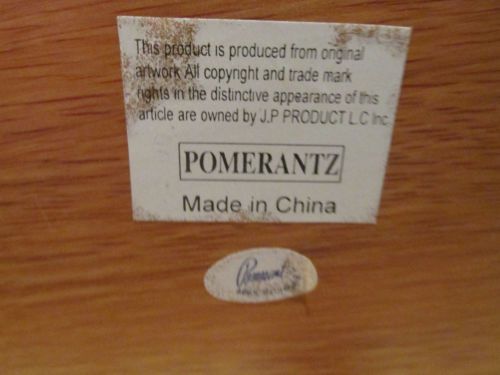 This product is produced from original
artwork All copyright and trade mark
rights in the distinctive appearance of this
article are owned by J.P PRODUCT L.C Inc
POMERANTZ
Made in China